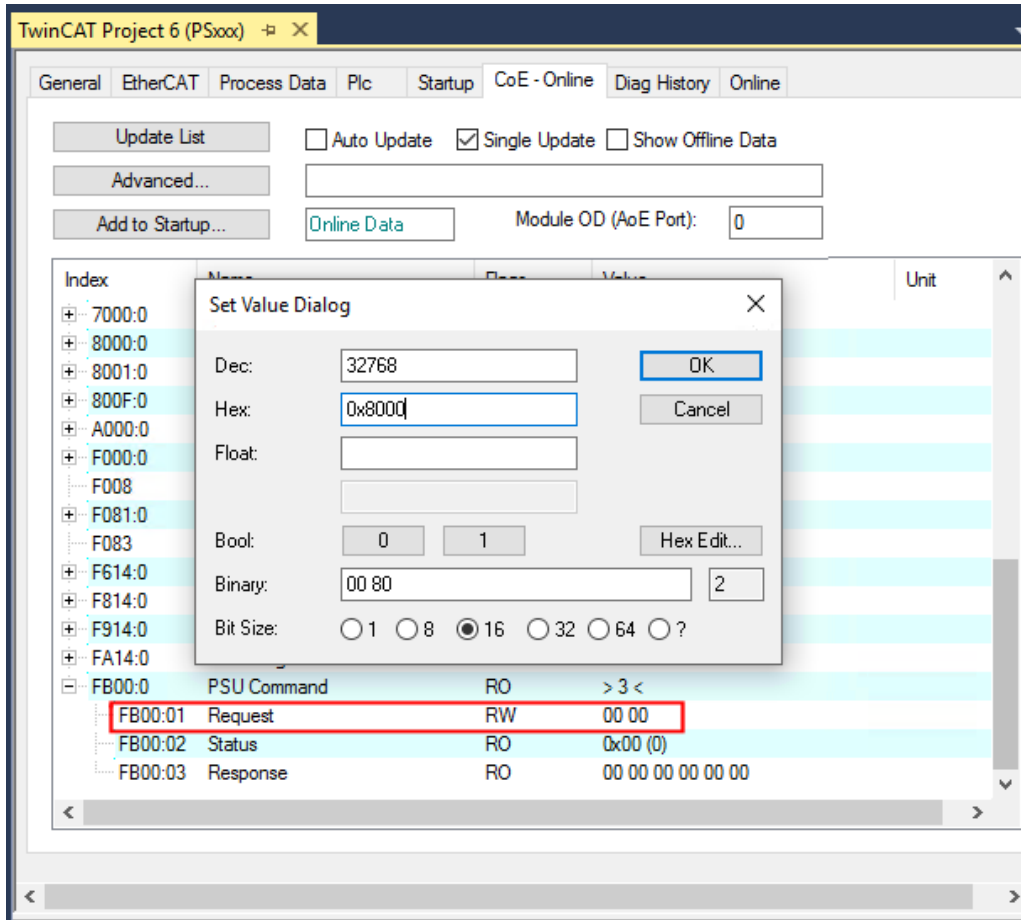 TwinCAT Project 6 (PSxxx)
General EtherCAT Process Data Plc Startup CoE - Online Diag History Online
Update List Auto Update Single Update Show Offline Data
Advanced...
Add to Startup... Online Data Module OD (AoE Port): 0
Index Name Flags Value Unit
7000:0
8000:0
8001:0
800F:0
A000:0
F000:0
F008
F081:0
F083
F614:0
F814:0
F914:0
FA14:0
Set Value Dialog
Dec: 32768 OK
Hex: 0x8000 Cancel
Float:
Bool: 0 1 Hex Edit...
Binary: 00 80 2
Bit Size: 1 8 16 32 64 ?
FB00:0 PSU Command RO > 3 <
FB00:01 Request RW 00 00
FB00:02 Status RO 0x00 (0)
FB00:03 Response RO 00 00 00 00 00 00